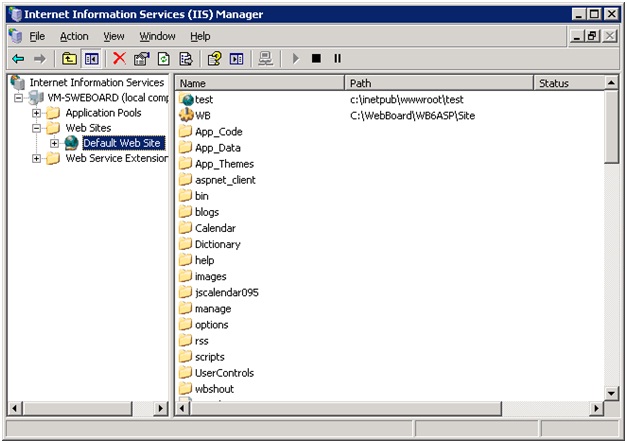 Internet Information Services (IIS) Manager
File Action View Window Help
Internet Information Services
VM-SWEBOARD (local comp
Application Pools
Web Sites
Default Web Site
Web Service Extension
Name Path Status
test c:\inetpub\wwwroot\test
WB C:\WebBoard\WB6ASP\Site
App_Code
App_Data
App_Themes
aspnet_client
bin
blogs
Calendar
Dictionary
help
images
jscalendar095
manage
options
rss
scripts
UserControls
wbshout